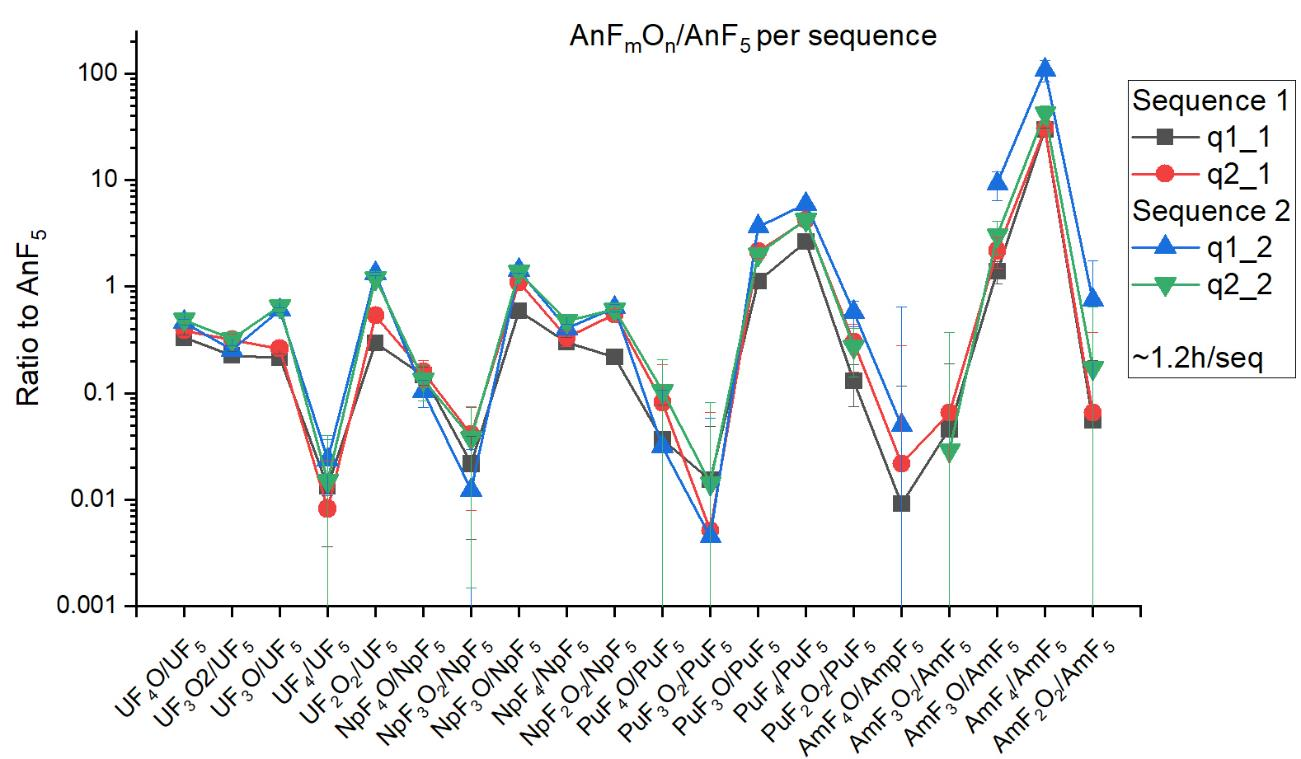 AnFₘOₙ/AnF₅ per sequence
Ratio to AnF₅
100
10
1
0.1
0.01
0.001
UF₄O/UF₅
UF₃O2/UF₅
UF₃O/UF₅
UF₄/UF₅
UF₂O₂/UF₅
NpF₄O/NpF₅
NpF₃O₂/NpF₅
NpF₃O/NpF₅
NpF₄/NpF₅
NpF₂O₂/NpF₅
PuF₄O/PuF₅
PuF₃O₂/PuF₅
PuF₃O/PuF₅
PuF₄/PuF₅
PuF₂O₂/PuF₅
AmF₄O/AmpF₅
AmF₃O₂/AmF₅
AmF₃O/AmF₅
AmF₄/AmF₅
AmF₂O₂/AmF₅
Sequence 1
q1_1
q2_1
Sequence 2
q1_2
q2_2
~1.2h/seq